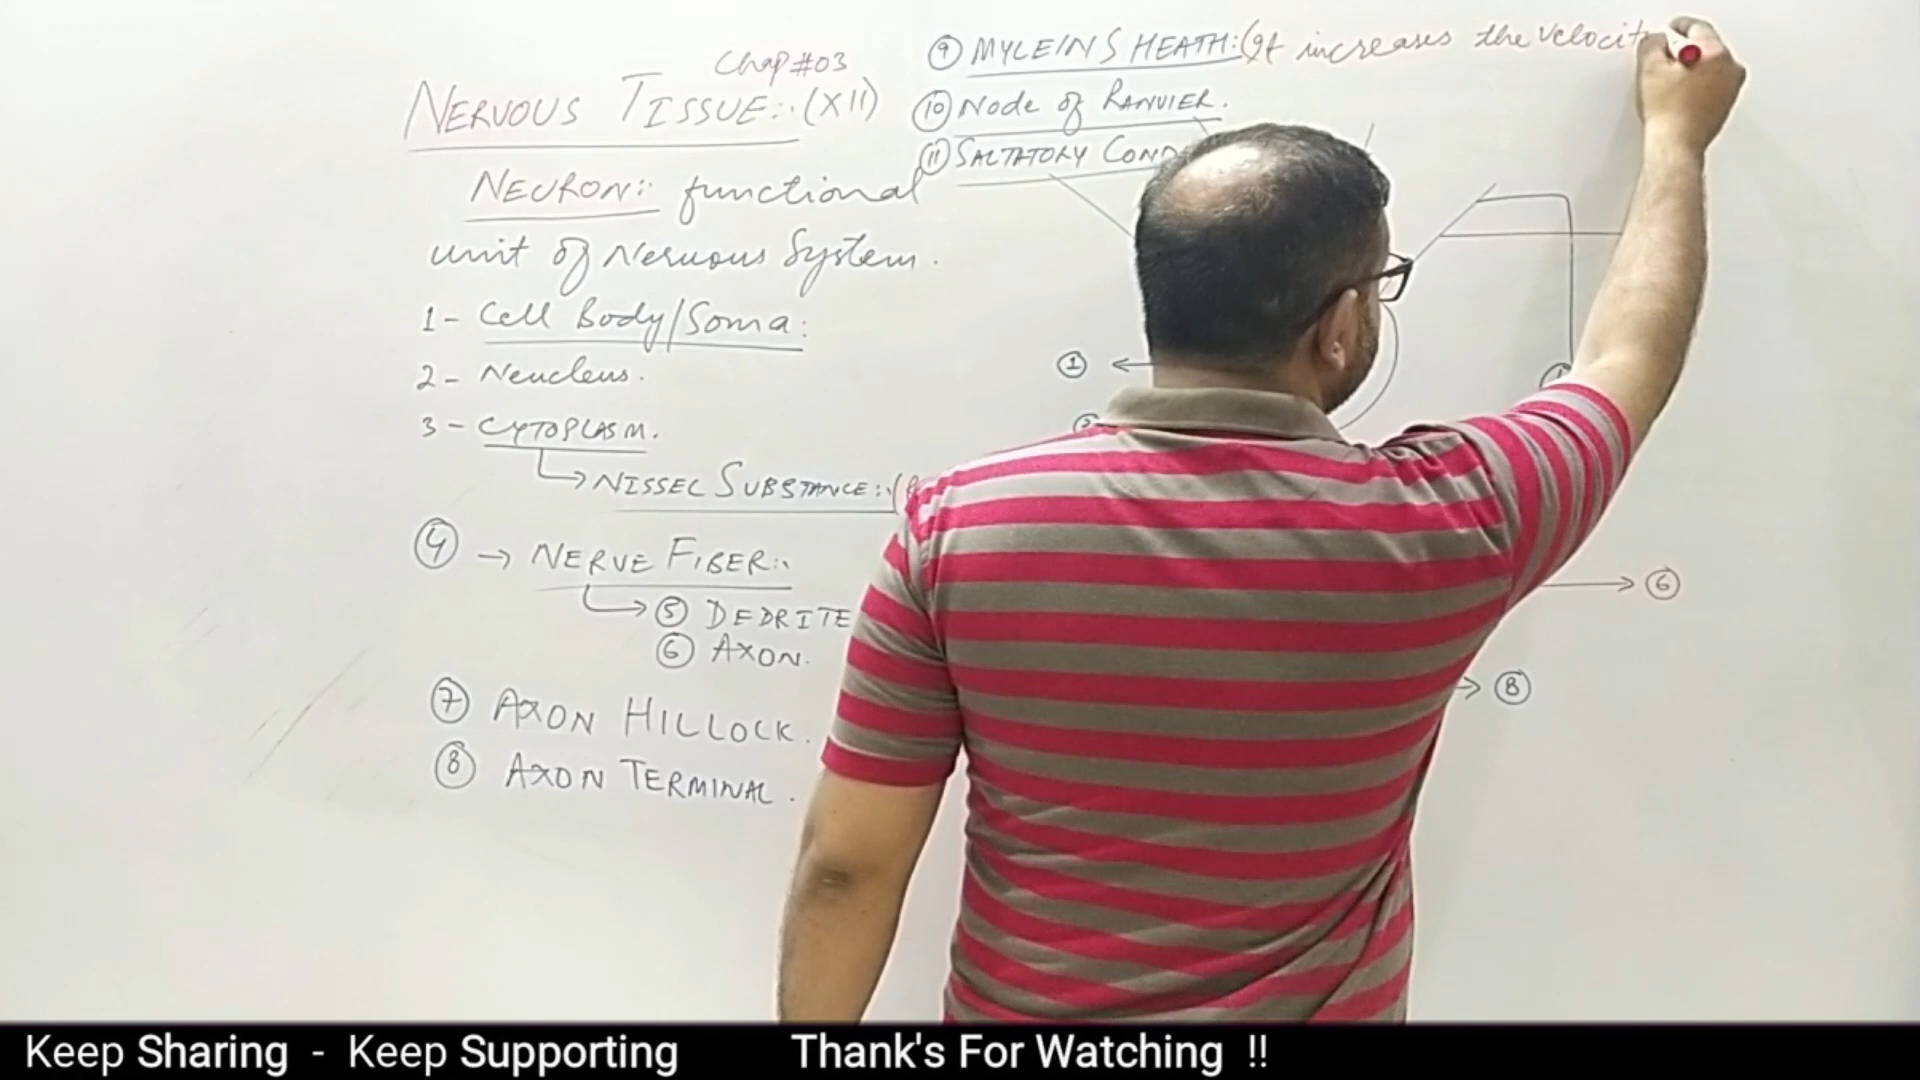 Chap #03
NERVOUS TISSUE:. (XII)
NEURON:: functional
unit of Nervous System.
1- Cell Body/Soma:
2- Neucleus.
3- CYTOPLASM.
NISSEL SUBSTANCE:.(
④ → NERVE FIBER:.
⑤ DEDRITE
⑥ AXON.
⑦ AXON HILLOCK.
⑧ AXON TERMINAL.
⑨ MYLEIN SHEATH:(It increases the velocity
⑩ Node of RANVIER.
⑪ SALTATORY COND
①
⑥
⑧
Keep Sharing - Keep Supporting Thank's For Watching !!